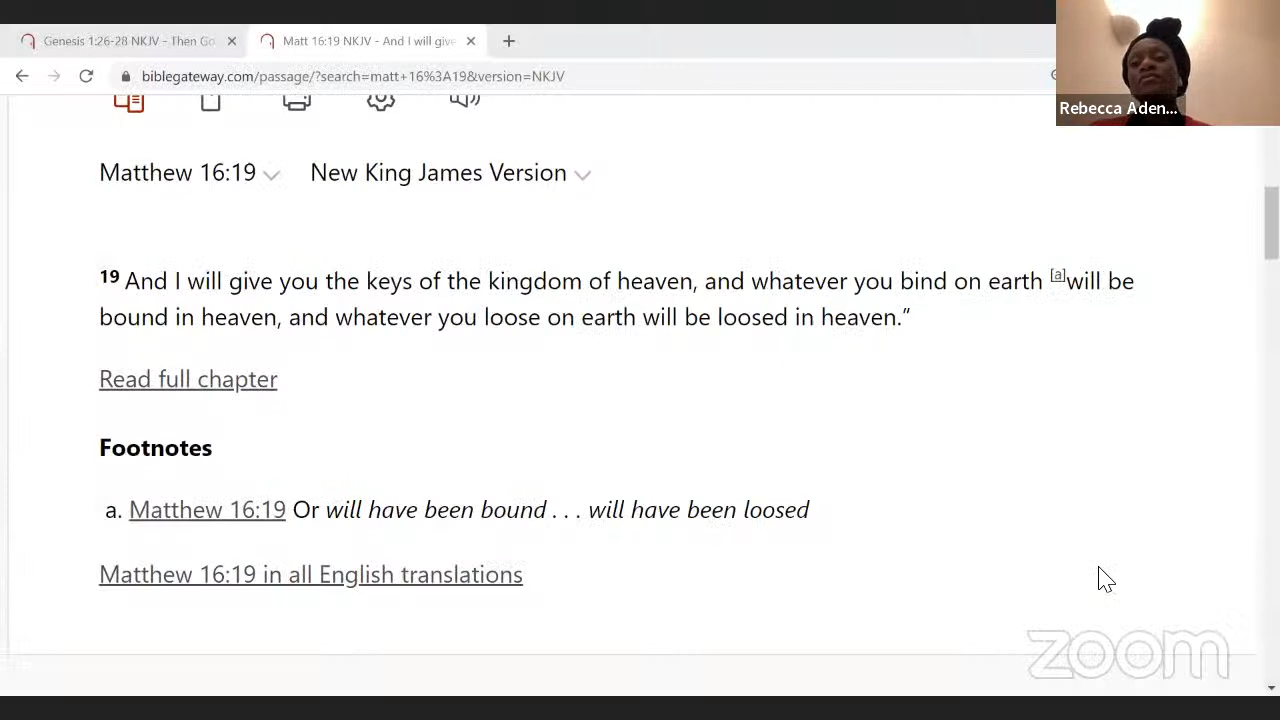 Genesis 1:26-28 NKJV - Then Go
Matt 16:19 NKJV - And I will give
biblegateway.com/passage/?search=matt+16%3A19&version=NKJV
Rebecca Aden...
Matthew 16:19 New King James Version
19 And I will give you the keys of the kingdom of heaven, and whatever you bind on earth [a]will be
bound in heaven, and whatever you loose on earth will be loosed in heaven.”
Read full chapter
Footnotes
a. Matthew 16:19 Or will have been bound . . . will have been loosed
Matthew 16:19 in all English translations
zoom